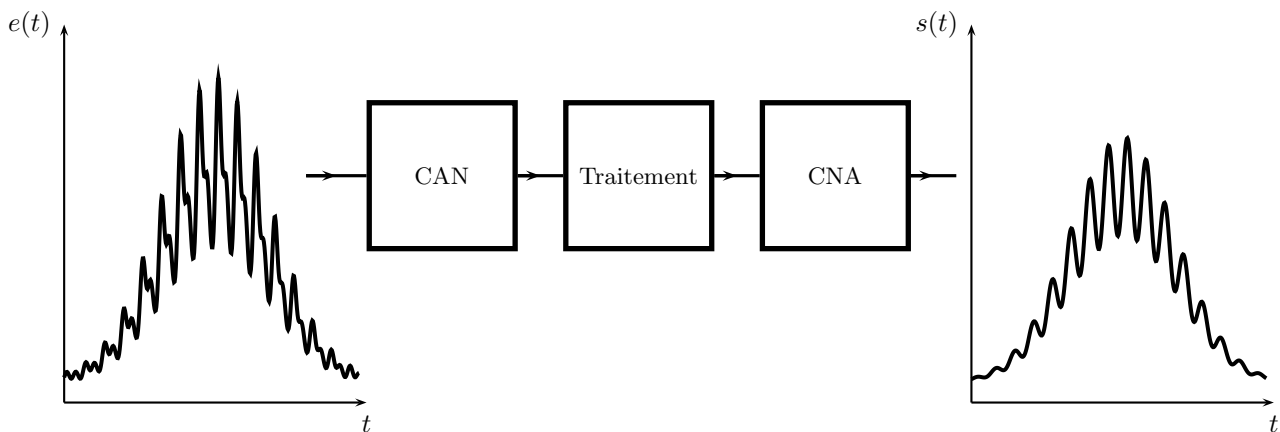 e(t)
s(t)
CAN
Traitement
CNA
t
t